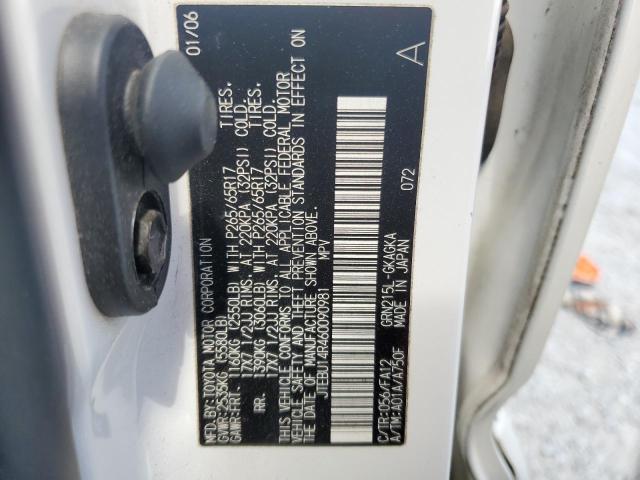 MFD. BY: TOYOTA MOTOR CORPORATION 01/06
GVWR: 2535KG (5580LB)
GAWR: FRT. 1160KG (2550LB) WITH P265/65R17 TIRES.
17X7 1/2JJ RIMS. AT 220KPA (32PSI) COLD.
RR. 1390KG (3060LB) WITH P265/65R17 TIRES.
17X7 1/2JJ RIMS. AT 220KPA (32PSI) COLD.
THIS VEHICLE CONFORMS TO ALL APPLICABLE FEDERAL MOTOR
VEHICLE SAFETY AND THEFT PREVENTION STANDARDS IN EFFECT ON
THE DATE OF MANUFACTURE SHOWN ABOVE.
JTEBU14R460090981 MPV
072
C/TR:056/FA12 GRN215L-GKAGKA A
A/TM:A01A/A750F MADE IN JAPAN